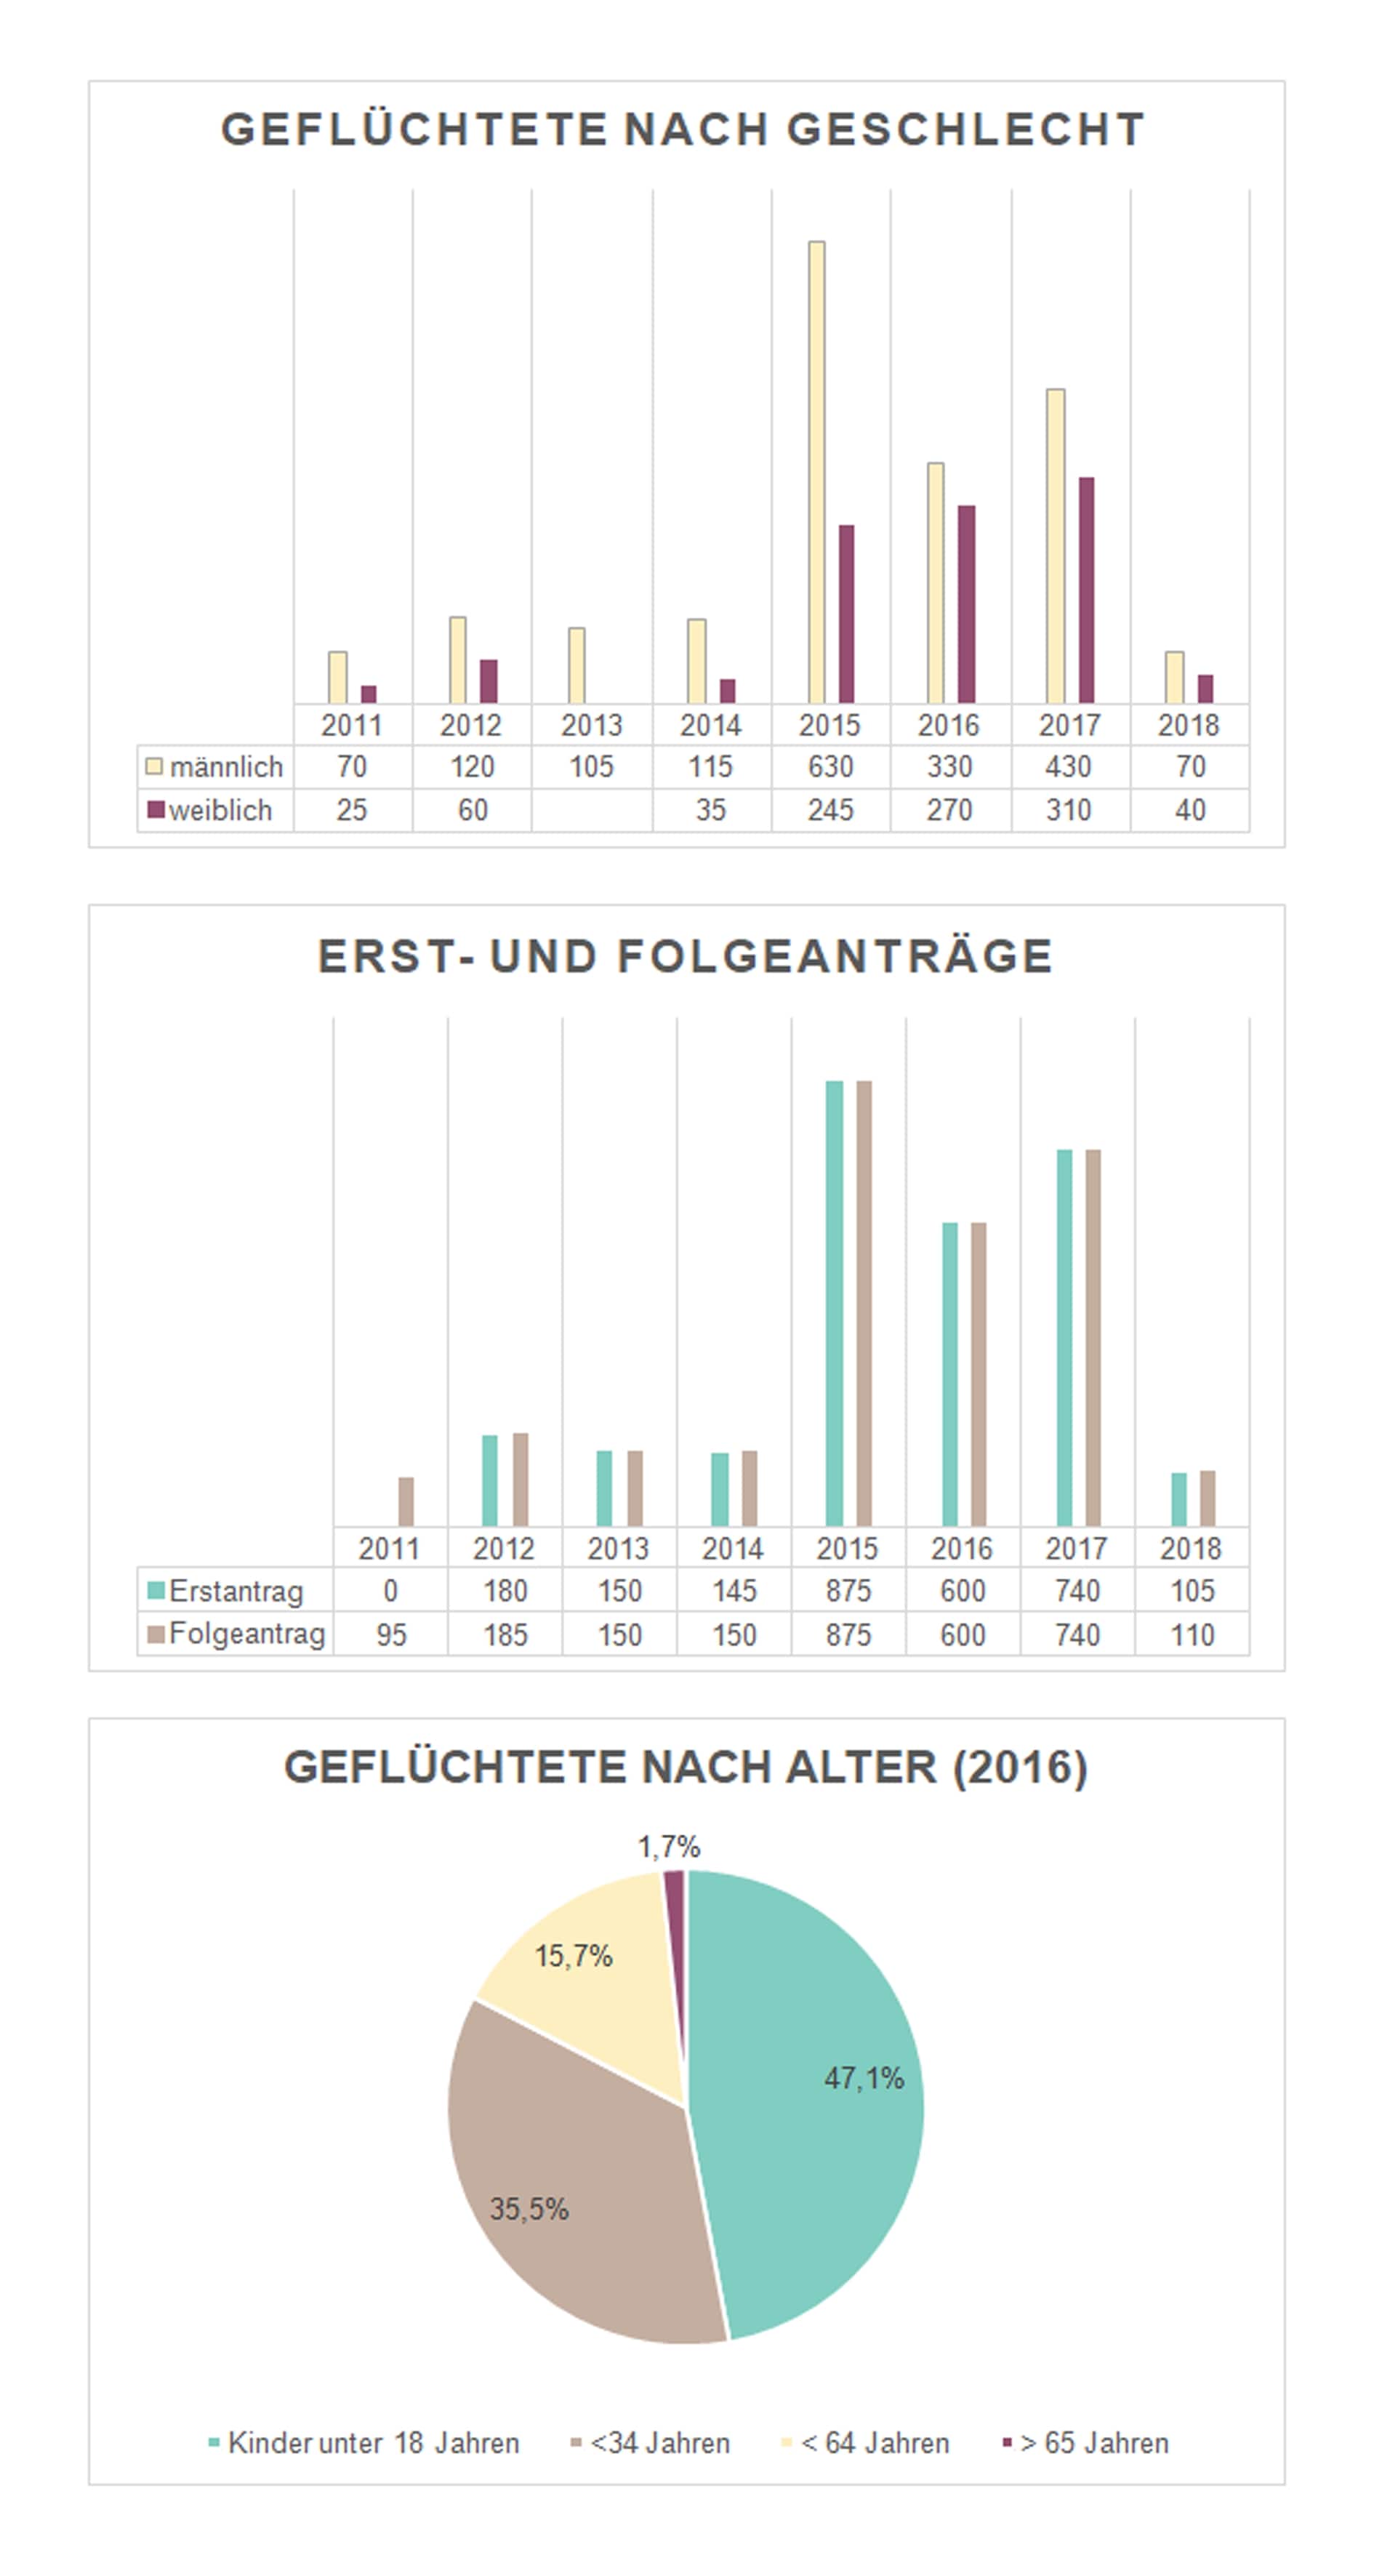 GEFLÜCHTETE NACH GESCHLECHT
2011 2012 2013 2014 2015 2016 2017 2018
männlich 70 120 105 115 630 330 430 70
weiblich 25 60 35 245 270 310 40
ERST- UND FOLGEANTRÄGE
2011 2012 2013 2014 2015 2016 2017 2018
Erstantrag 0 180 150 145 875 600 740 105
Folgeantrag 95 185 150 150 875 600 740 110
GEFLÜCHTETE NACH ALTER (2016)
1,7%
15,7%
47,1%
35,5%
Kinder unter 18 Jahren <34 Jahren < 64 Jahren > 65 Jahren